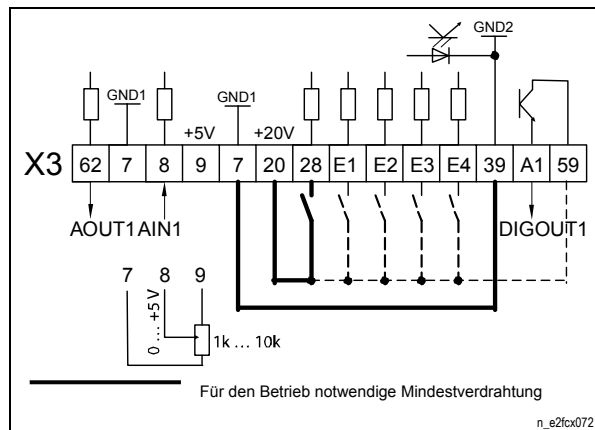 GND2
GND1
GND1
+5V
+20V
X3 62 7 8 9 7 20 28 E1 E2 E3 E4 39 A1 59
AOUT1 AIN1
DIGOUT1
7 8 9
0 ... +5 V
1k ... 10k
Für den Betrieb notwendige Mindestverdrahtung
n_e2fcx072